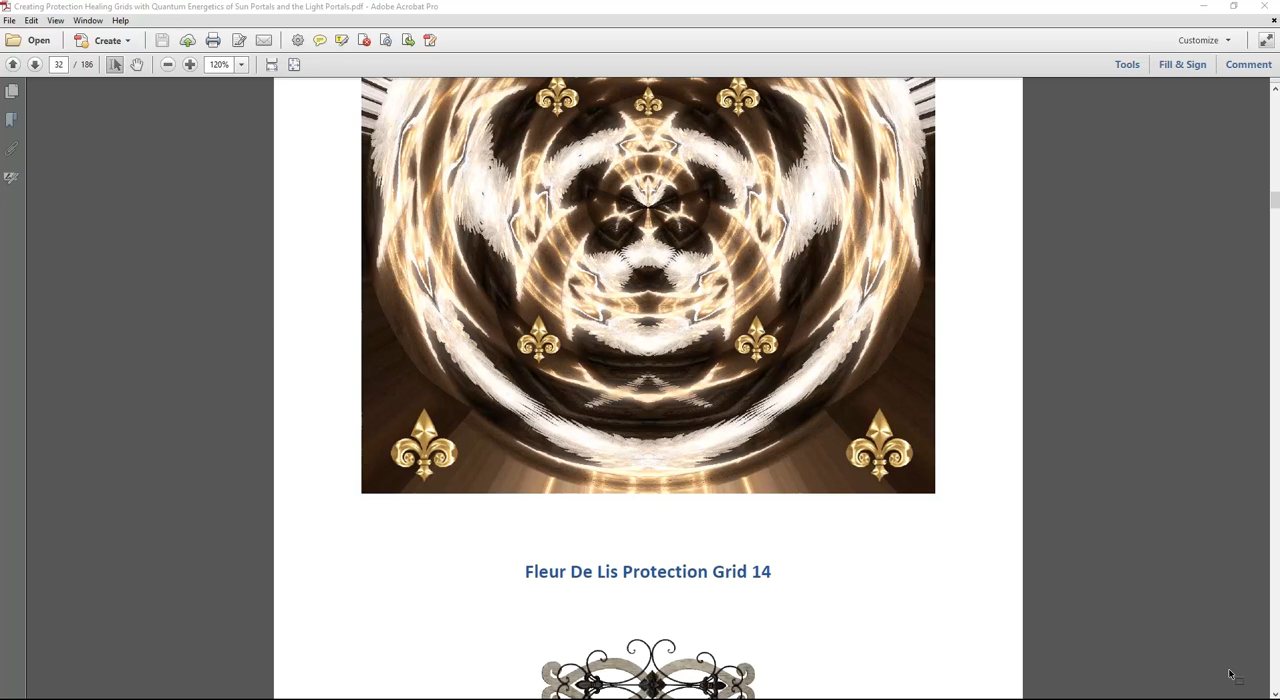 Creating Protection Healing Grids with Quantum Energetics of Sun Portals and the Light Portals.pdf - Adobe Acrobat Pro
File Edit View Window Help
Open Create Customize
32 / 186 120% Tools Fill & Sign Comment
Fleur De Lis Protection Grid 14